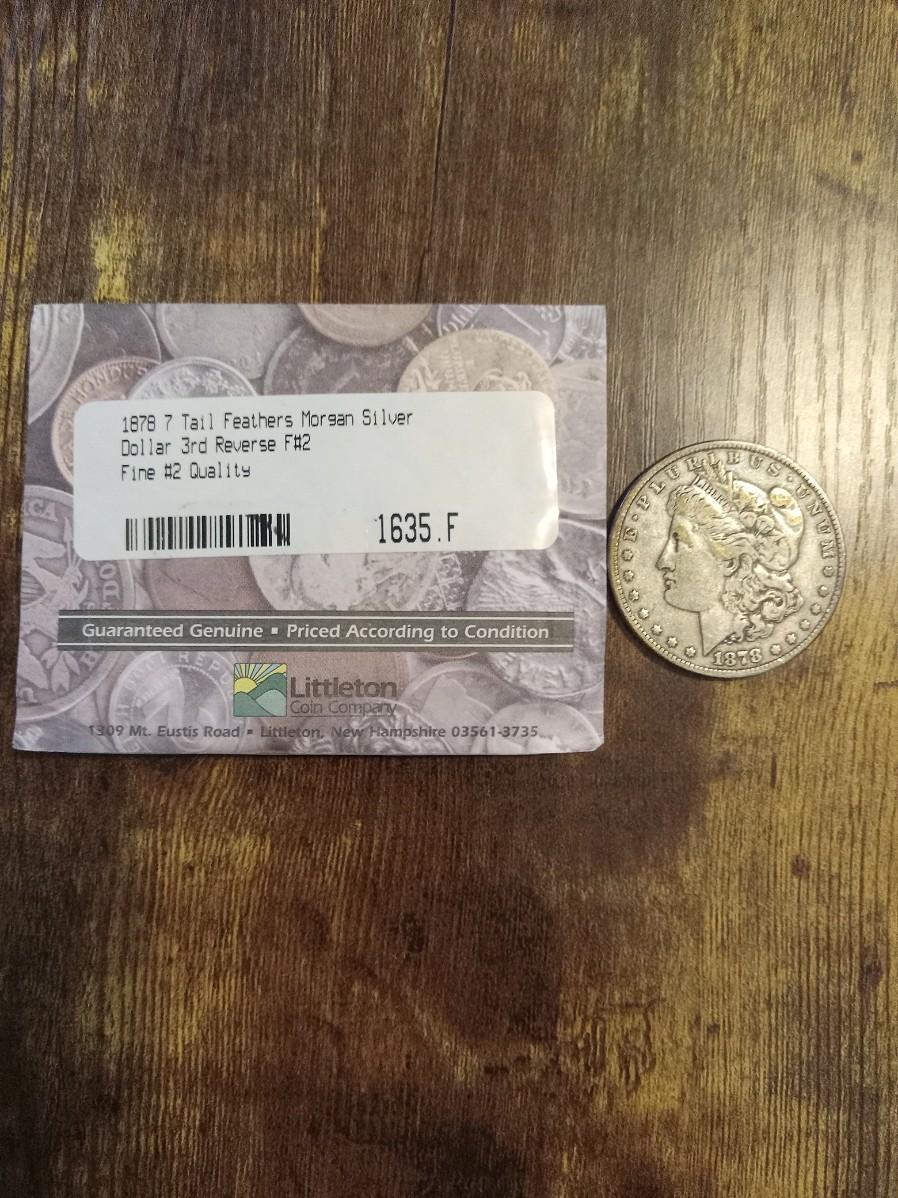 1878 7 Tail Feathers Morgan Silver
Dollar 3rd Reverse F#2
Fine #2 Quality
1635.F
Guaranteed Genuine ▪ Priced According to Condition
Littleton
Coin Company
1309 Mt. Eustis Road ▪ Littleton, New Hampshire 03561-3735
E·PLURIBUS·UNUM
LIBERTY
1878